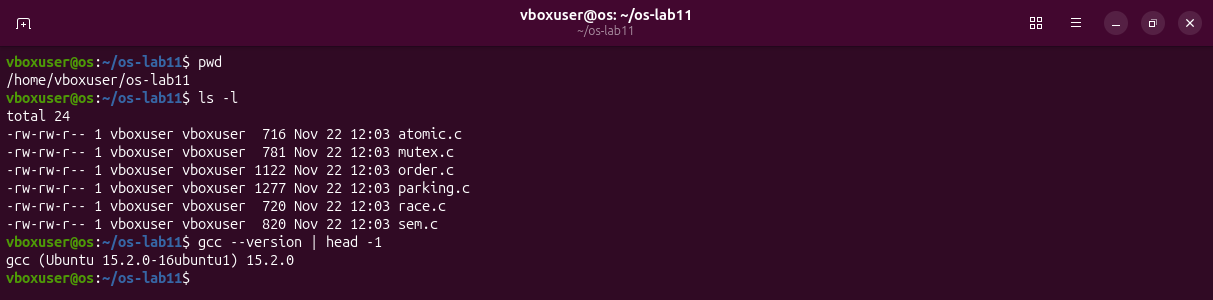 vboxuser@os: ~/os-lab11
~/os-lab11
vboxuser@os:~/os-lab11$ pwd
/home/vboxuser/os-lab11
vboxuser@os:~/os-lab11$ ls -l
total 24
-rw-rw-r-- 1 vboxuser vboxuser  716 Nov 22 12:03 atomic.c
-rw-rw-r-- 1 vboxuser vboxuser  781 Nov 22 12:03 mutex.c
-rw-rw-r-- 1 vboxuser vboxuser 1122 Nov 22 12:03 order.c
-rw-rw-r-- 1 vboxuser vboxuser 1277 Nov 22 12:03 parking.c
-rw-rw-r-- 1 vboxuser vboxuser  720 Nov 22 12:03 race.c
-rw-rw-r-- 1 vboxuser vboxuser  820 Nov 22 12:03 sem.c
vboxuser@os:~/os-lab11$ gcc --version | head -1
gcc (Ubuntu 15.2.0-16ubuntu1) 15.2.0
vboxuser@os:~/os-lab11$